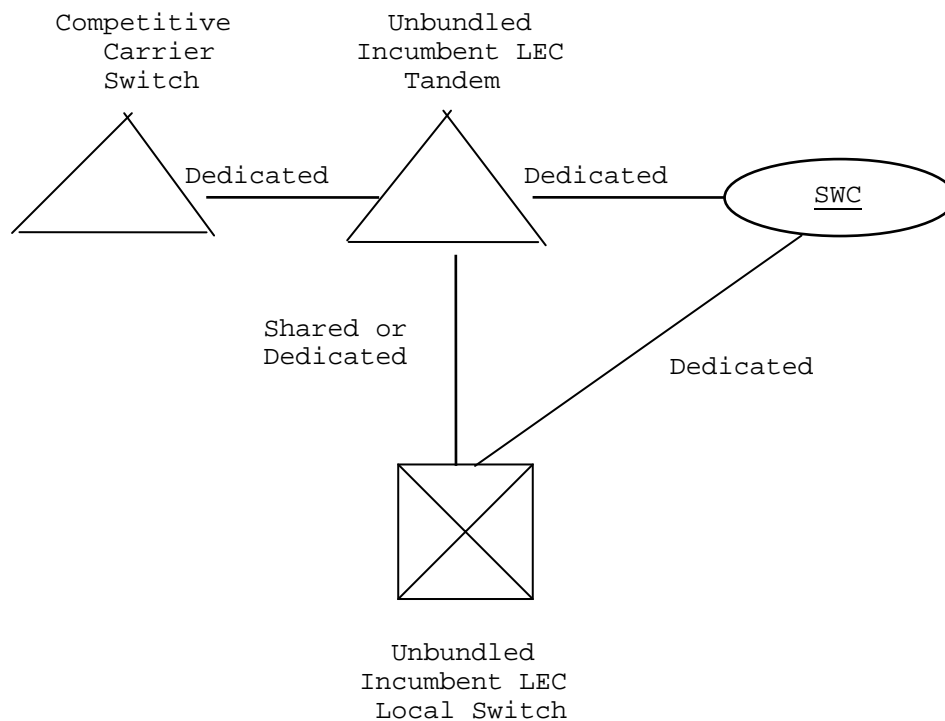 Competitive
Carrier
Switch
Unbundled
Incumbent LEC
Tandem
Dedicated
Dedicated
SWC
Shared or
Dedicated
Dedicated
Unbundled
Incumbent LEC
Local Switch